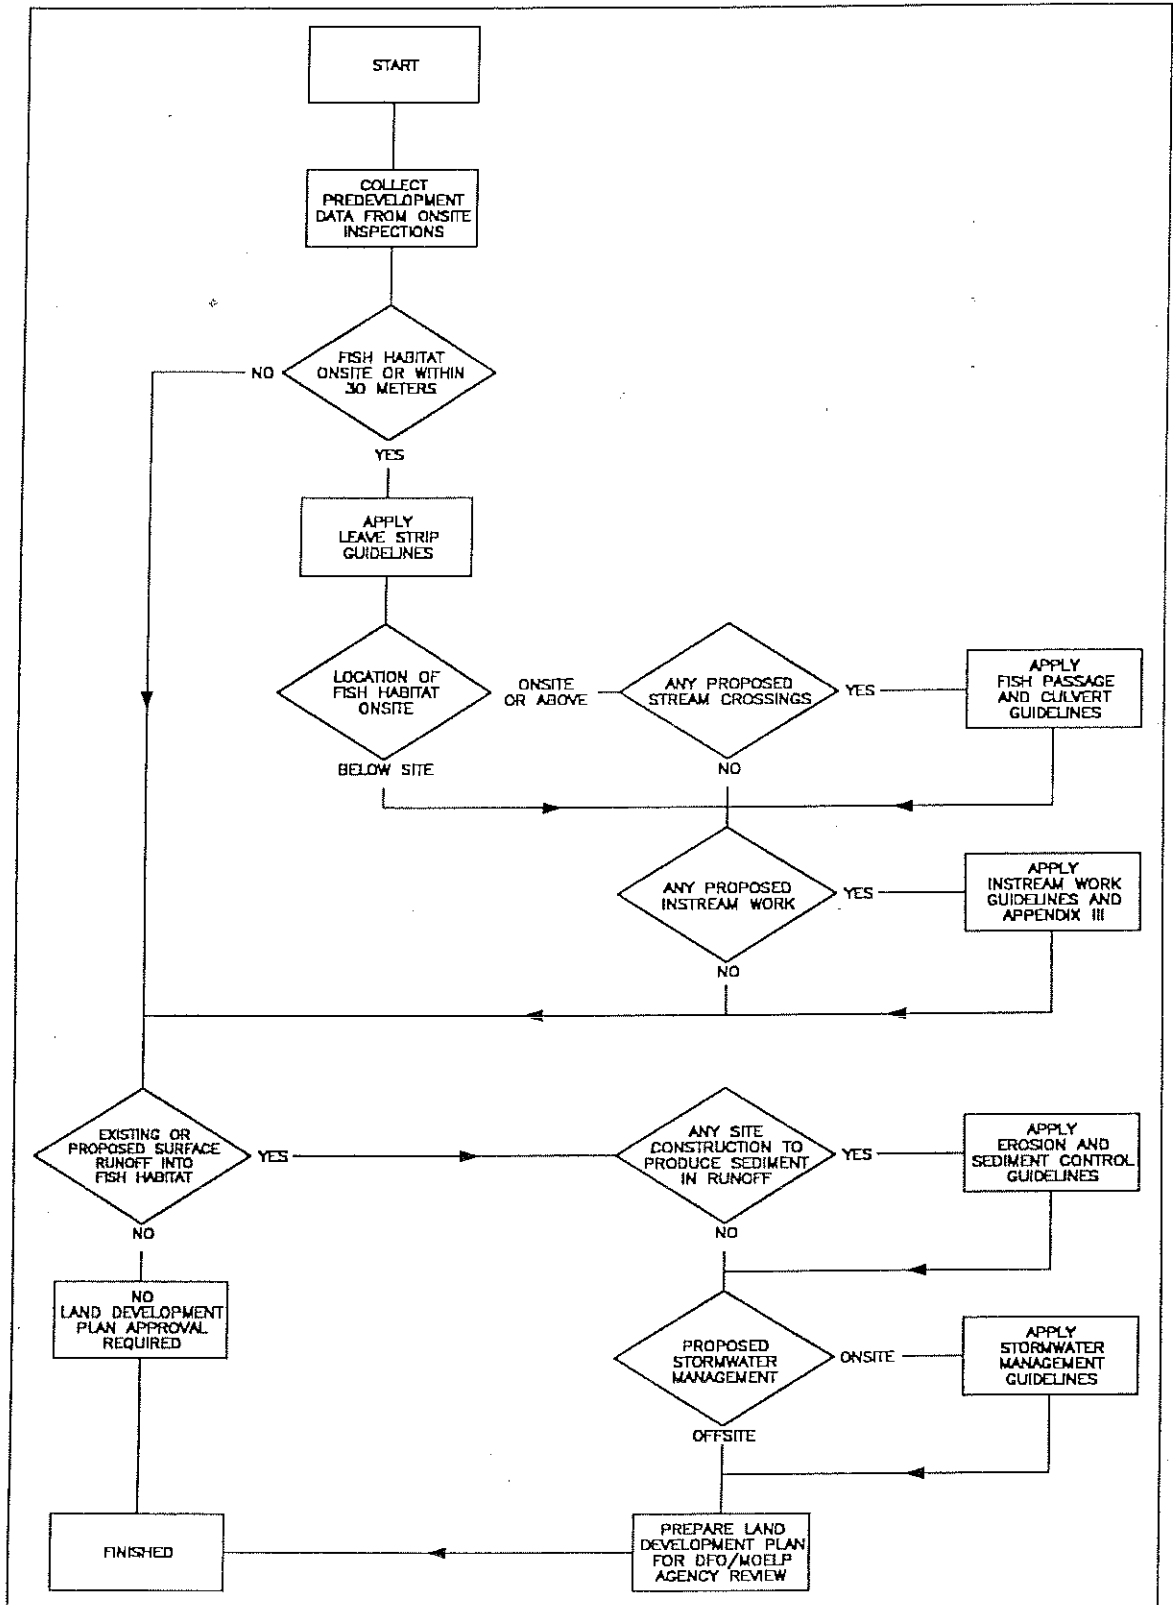 START
COLLECT
PREDEVELOPMENT
DATA FROM ONSITE
INSPECTIONS
FISH HABITAT
ONSITE OR WITHIN
30 METERS
NO
YES
APPLY
LEAVE STRIP
GUIDELINES
LOCATION OF
FISH HABITAT
ONSITE
ONSITE
OR ABOVE
ANY PROPOSED
STREAM CROSSINGS
YES
APPLY
FISH PASSAGE
AND CULVERT
GUIDELINES
BELOW SITE
NO
ANY PROPOSED
INSTREAM WORK
YES
APPLY
INSTREAM WORK
GUIDELINES AND
APPENDIX III
NO
EXISTING OR
PROPOSED SURFACE
RUNOFF INTO
FISH HABITAT
YES
ANY SITE
CONSTRUCTION TO
PRODUCE SEDIMENT
IN RUNOFF
YES
APPLY
EROSION AND
SEDIMENT CONTROL
GUIDELINES
NO
NO
NO
LAND DEVELOPMENT
PLAN APPROVAL
REQUIRED
PROPOSED
STORMWATER
MANAGEMENT
ONSITE
APPLY
STORMWATER
MANAGEMENT
GUIDELINES
OFFSITE
FINISHED
PREPARE LAND
DEVELOPMENT PLAN
FOR DFO/MOELP
AGENCY REVIEW